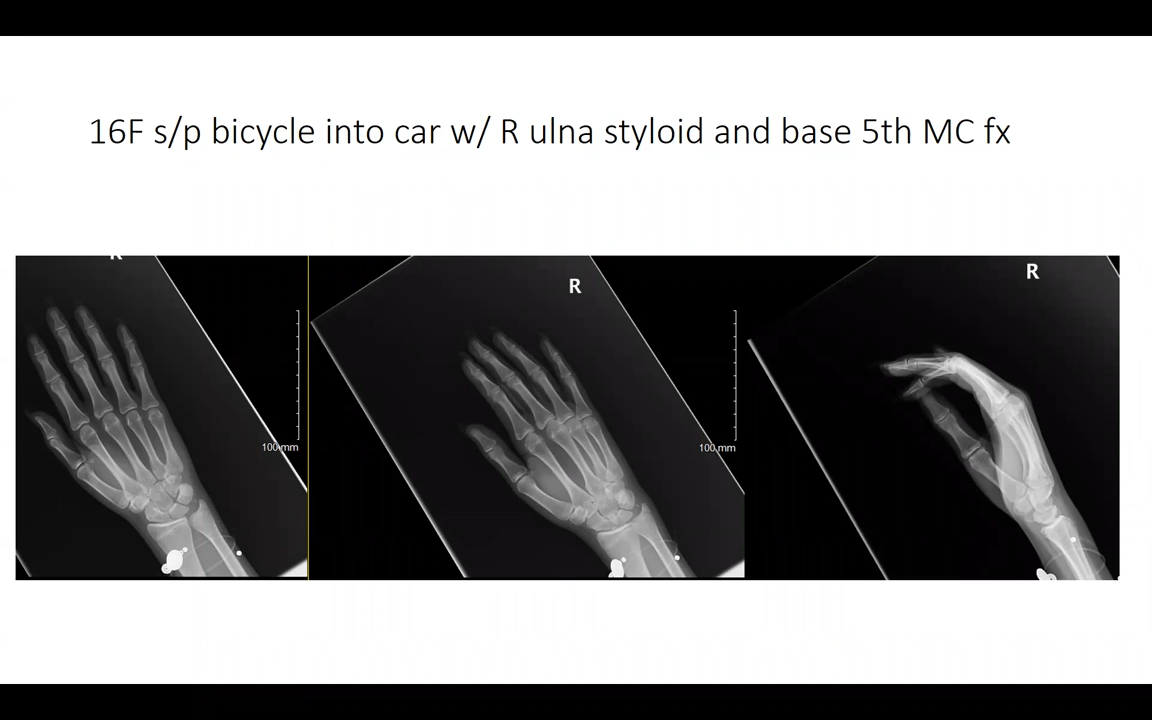 16F s/p bicycle into car w/ R ulna styloid and base 5th MC fx
R
R
R
100 mm
100 mm